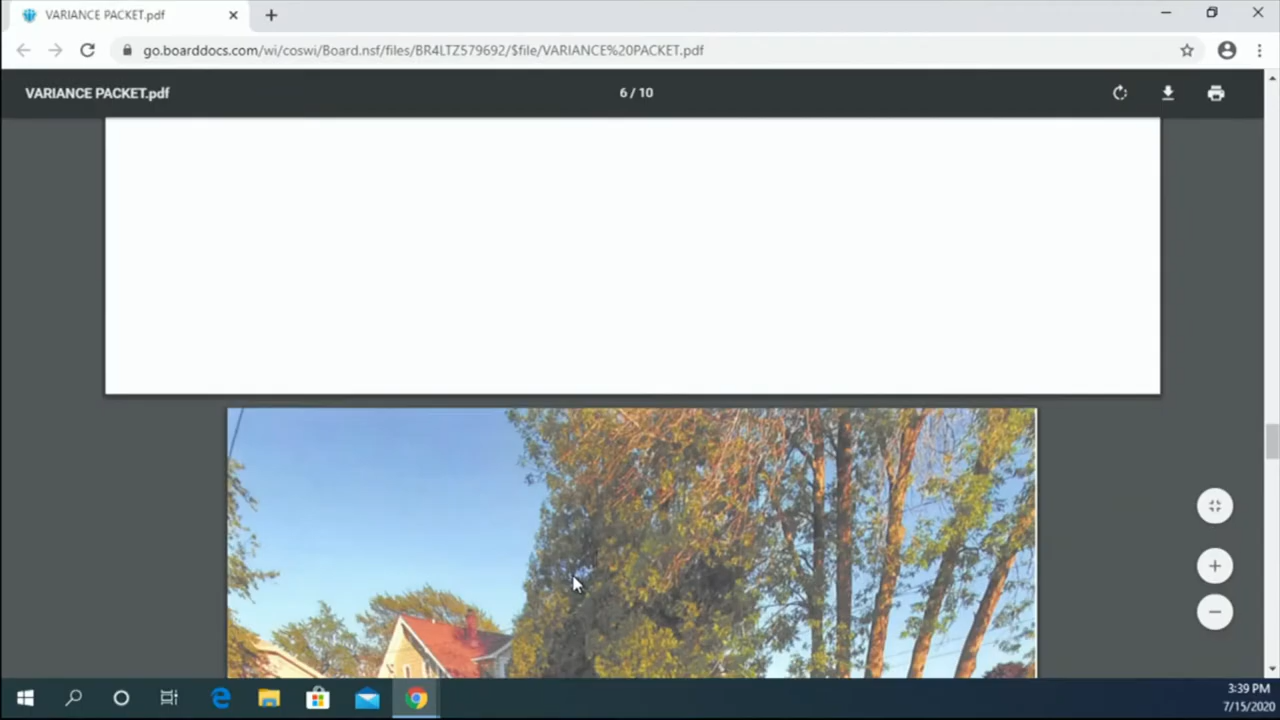 VARIANCE PACKET.pdf
go.boarddocs.com/wi/coswi/Board.nsf/files/BR4LTZ579692/$file/VARIANCE%20PACKET.pdf
VARIANCE PACKET.pdf
6 / 10
3:39 PM
7/15/2020